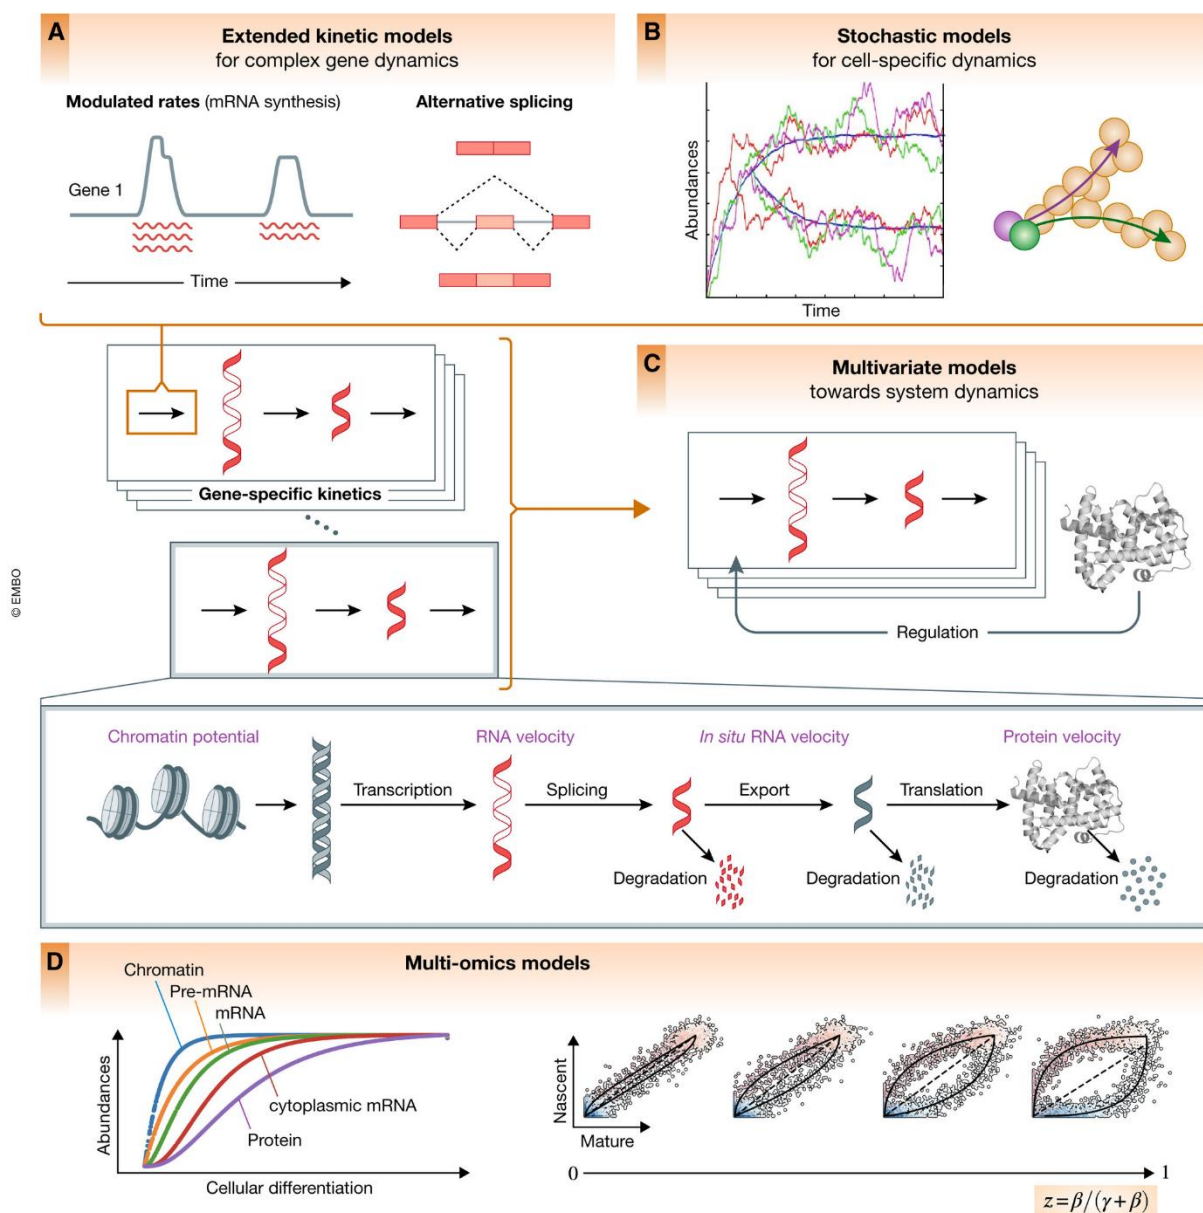 A
Extended kinetic models
for complex gene dynamics
Modulated rates (mRNA synthesis)
Gene 1
Time
Alternative splicing
B
Stochastic models
for cell-specific dynamics
Abundances
Time
Gene-specific kinetics
C
Multivariate models
towards system dynamics
Regulation
© EMBO
Chromatin potential
RNA velocity
In situ RNA velocity
Protein velocity
Transcription
Splicing
Export
Translation
Degradation
Degradation
Degradation
D
Multi-omics models
Chromatin
Pre-mRNA
mRNA
cytoplasmic mRNA
Protein
Abundances
Cellular differentiation
Nascent
Mature
0
1
z = β/(γ + β)